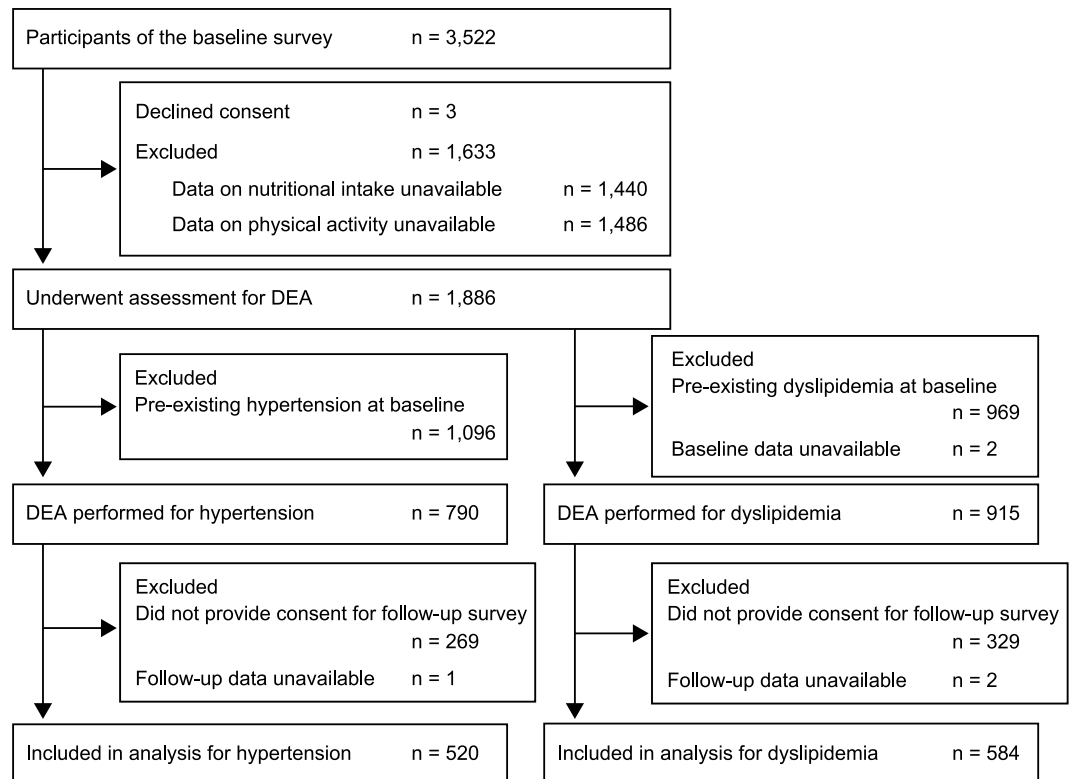 Participants of the baseline survey n = 3,522
Declined consent n = 3
Excluded n = 1,633
Data on nutritional intake unavailable n = 1,440
Data on physical activity unavailable n = 1,486
Underwent assessment for DEA n = 1,886
Excluded
Pre-existing hypertension at baseline
n = 1,096
Excluded
Pre-existing dyslipidemia at baseline
n = 969
Baseline data unavailable n = 2
DEA performed for hypertension n = 790
DEA performed for dyslipidemia n = 915
Excluded
Did not provide consent for follow-up survey
n = 269
Follow-up data unavailable n = 1
Excluded
Did not provide consent for follow-up survey
n = 329
Follow-up data unavailable n = 2
Included in analysis for hypertension n = 520
Included in analysis for dyslipidemia n = 584